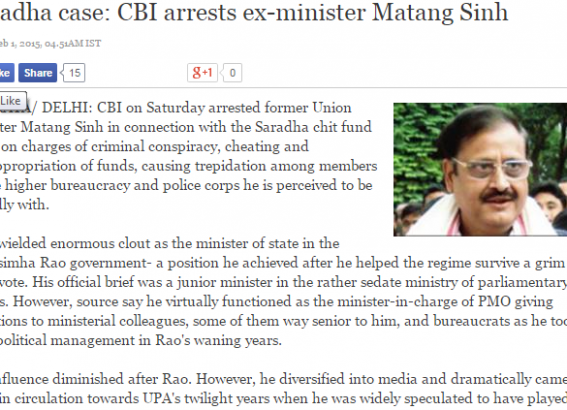 adha case: CBI arrests ex-minister Matang Sinh
eb 1, 2015, 04.51AM IST
ke Share 15 g+1 0
Like
/ DELHI: CBI on Saturday arrested former Union
ter Matang Sinh in connection with the Saradha chit fund
on charges of criminal conspiracy, cheating and
ppropriation of funds, causing trepidation among members
e higher bureaucracy and police corps he is perceived to be
lly with.
wielded enormous clout as the minister of state in the
simha Rao government- a position he achieved after he helped the regime survive a grim
vote. His official brief was a junior minister in the rather sedate ministry of parliamentary
s. However, source say he virtually functioned as the minister-in-charge of PMO giving
tions to ministerial colleagues, some of them way senior to him, and bureaucrats as he too
political management in Rao's waning years.
nfluence diminished after Rao. However, he diversified into media and dramatically came
in circulation towards UPA's twilight years when he was widely speculated to have played